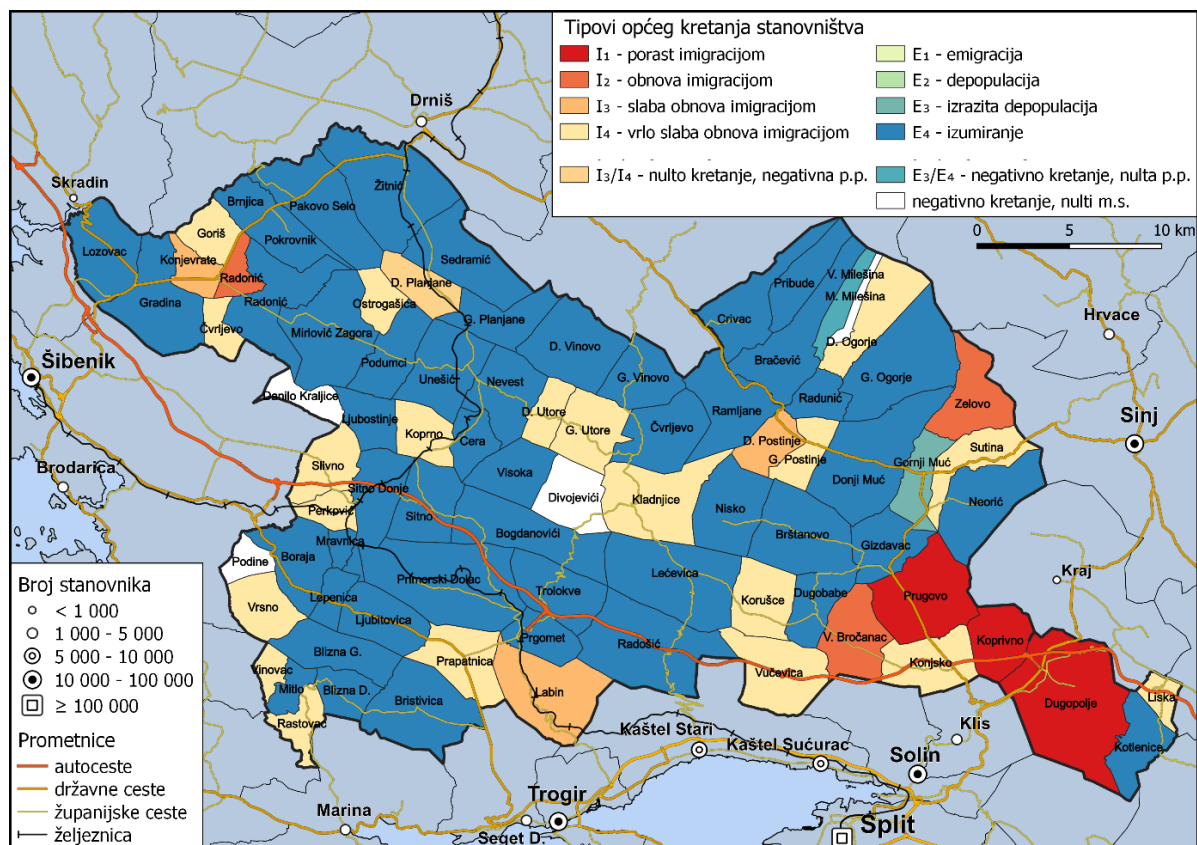 Tipovi općeg kretanja stanovništva
I₁ - porast imigracijom
I₂ - obnova imigracijom
I₃ - slaba obnova imigracijom
I₄ - vrlo slaba obnova imigracijom
I₃/I₄ - nulto kretanje, negativna p.p.
E₁ - emigracija
E₂ - depopulacija
E₃ - izrazita depopulacija
E₄ - izumiranje
E₃/E₄ - negativno kretanje, nulta p.p.
negativno kretanje, nulti m.s.
0 5 10 km
Drniš
Skradin
Žitnić
Brnjica
Pakovo Selo
Goriš
Pokrovnik
Lozovac
Konjevrate
Radonić
Sedramić
V. Milešina
Pribude
M. Milešina
D. Planjane
Gradina
Radonić
Ostrogašica
Hrvace
G. Planjane
Crivac
Čvrljevo
Mirlović Zagora
D. Ogorje
D. Vinovo
Bračević
Šibenik
Podumci
Unešić
Nevest
G. Vinovo
G. Ogorje
Danilo Kraljice
Radunić
Zelovo
Ljubostinje
D. Utore
Ramljane
Sinj
Koprno
Cera
G. Utore
Čvrljevo
D. Postinje
Sutina
G. Postinje
Gornji Muć
Slivno
Brodarica
Visoka
Donji Muć
Sitno Donje
Divojevići
Kladnjice
Neorić
Perković
Sitno
Nisko
Bogdanovići
Brštanovo
Mravnica
Gizdavac
Podine
Boraja
Primorski Dolac
Lećevica
Kraj
Trolokve
Korušce
Dugobabe
Prugovo
Vrsno
Lepenica
Ljubitovica
Prgomet
Radošić
V. Bročanac
Koprivno
Blizna G.
Prapatnica
Konjsko
Vinovac
Vučevica
Mitlo
Blizna D.
Bristivica
Labin
Liska
Rastovac
Dugopolje
Kaštel Stari
Klis
Kaštel Sućurac
Kotlenice
Solin
Trogir
Marina
Seget D.
Split
Broj stanovnika
< 1 000
1 000 - 5 000
5 000 - 10 000
10 000 - 100 000
≥ 100 000
Prometnice
autoceste
državne ceste
županijske ceste
željeznica